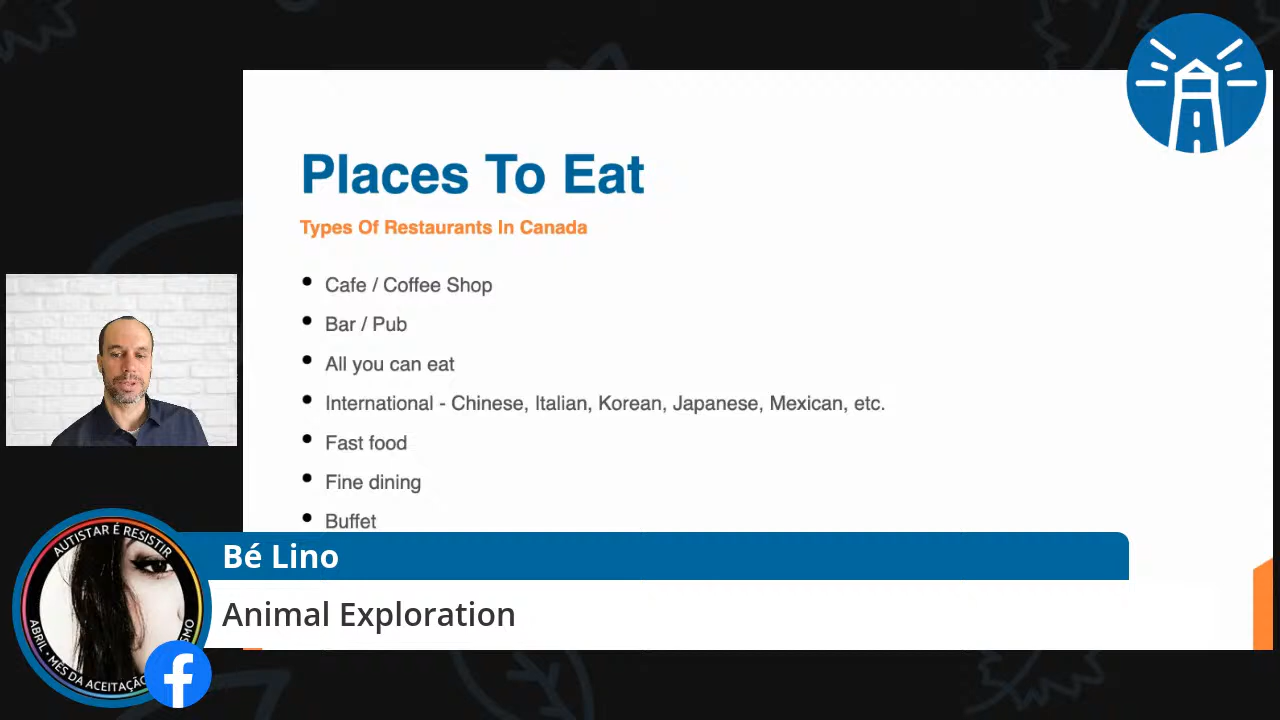 Places To Eat
Types Of Restaurants In Canada
Cafe / Coffee Shop
Bar / Pub
All you can eat
International - Chinese, Italian, Korean, Japanese, Mexican, etc.
Fast food
Fine dining
Buffet
Bé Lino
Animal Exploration
AUTISTAR É RESISTIR
ABRIL • MÊS DA ACEITAÇÃO